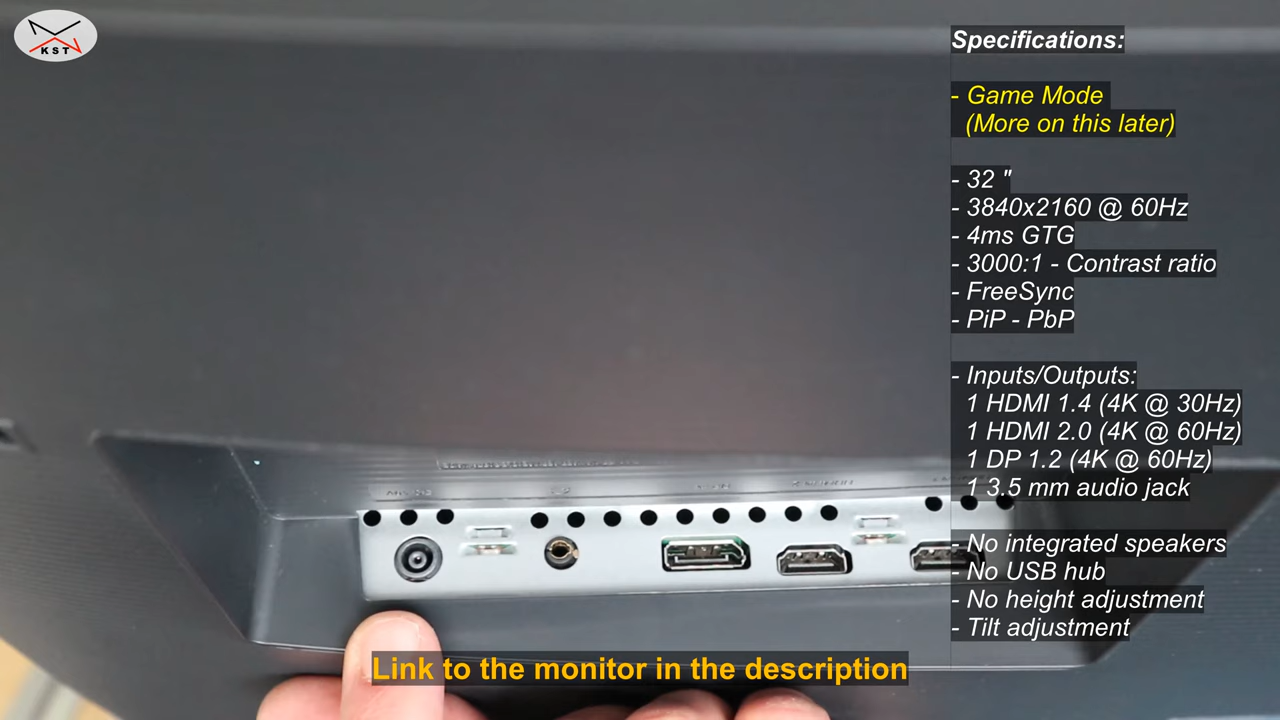 KST
Specifications:
- Game Mode
(More on this later)
- 32 "
- 3840x2160 @ 60Hz
- 4ms GTG
- 3000:1 - Contrast ratio
- FreeSync
- PiP - PbP
- Inputs/Outputs:
1 HDMI 1.4 (4K @ 30Hz)
1 HDMI 2.0 (4K @ 60Hz)
1 DP 1.2 (4K @ 60Hz)
1 3.5 mm audio jack
- No integrated speakers
- No USB hub
- No height adjustment
- Tilt adjustment
Link to the monitor in the description